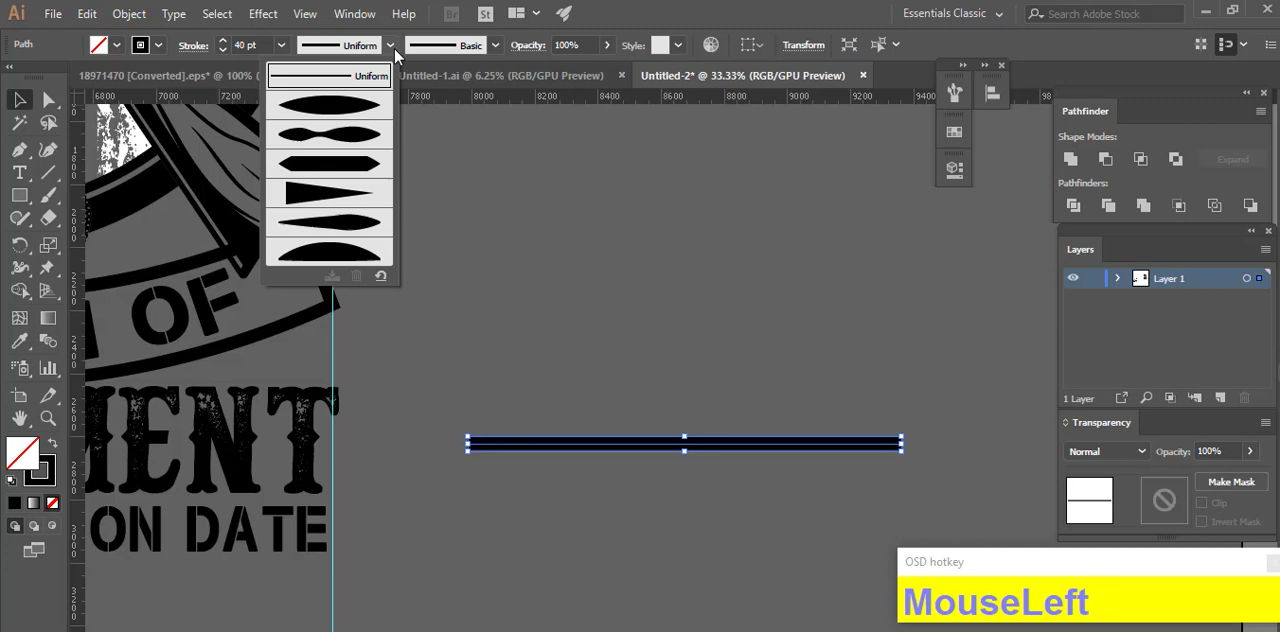 Ai File Edit Object Type Select Effect View Window Help Br St Essentials Classic Search Adobe Stock
Path Stroke: 40 pt Uniform Basic Opacity: 100% Style: Transform
18971470 [Converted].eps* @ 100% ( Untitled-1.ai @ 6.25% (RGB/GPU Preview) Untitled-2* @ 33.33% (RGB/GPU Preview)
6800 7000 7200 7800 8000 8200 8400 8600 8800 9000 9200 9400 98
Uniform
Pathfinder
Shape Modes:
Expand
Pathfinders:
Layers
Layer 1
1 Layer
Transparency
Normal Opacity: 100%
Make Mask
Clip
Invert Mask
OF
MENT
ON DATE
OSD hotkey
MouseLeft